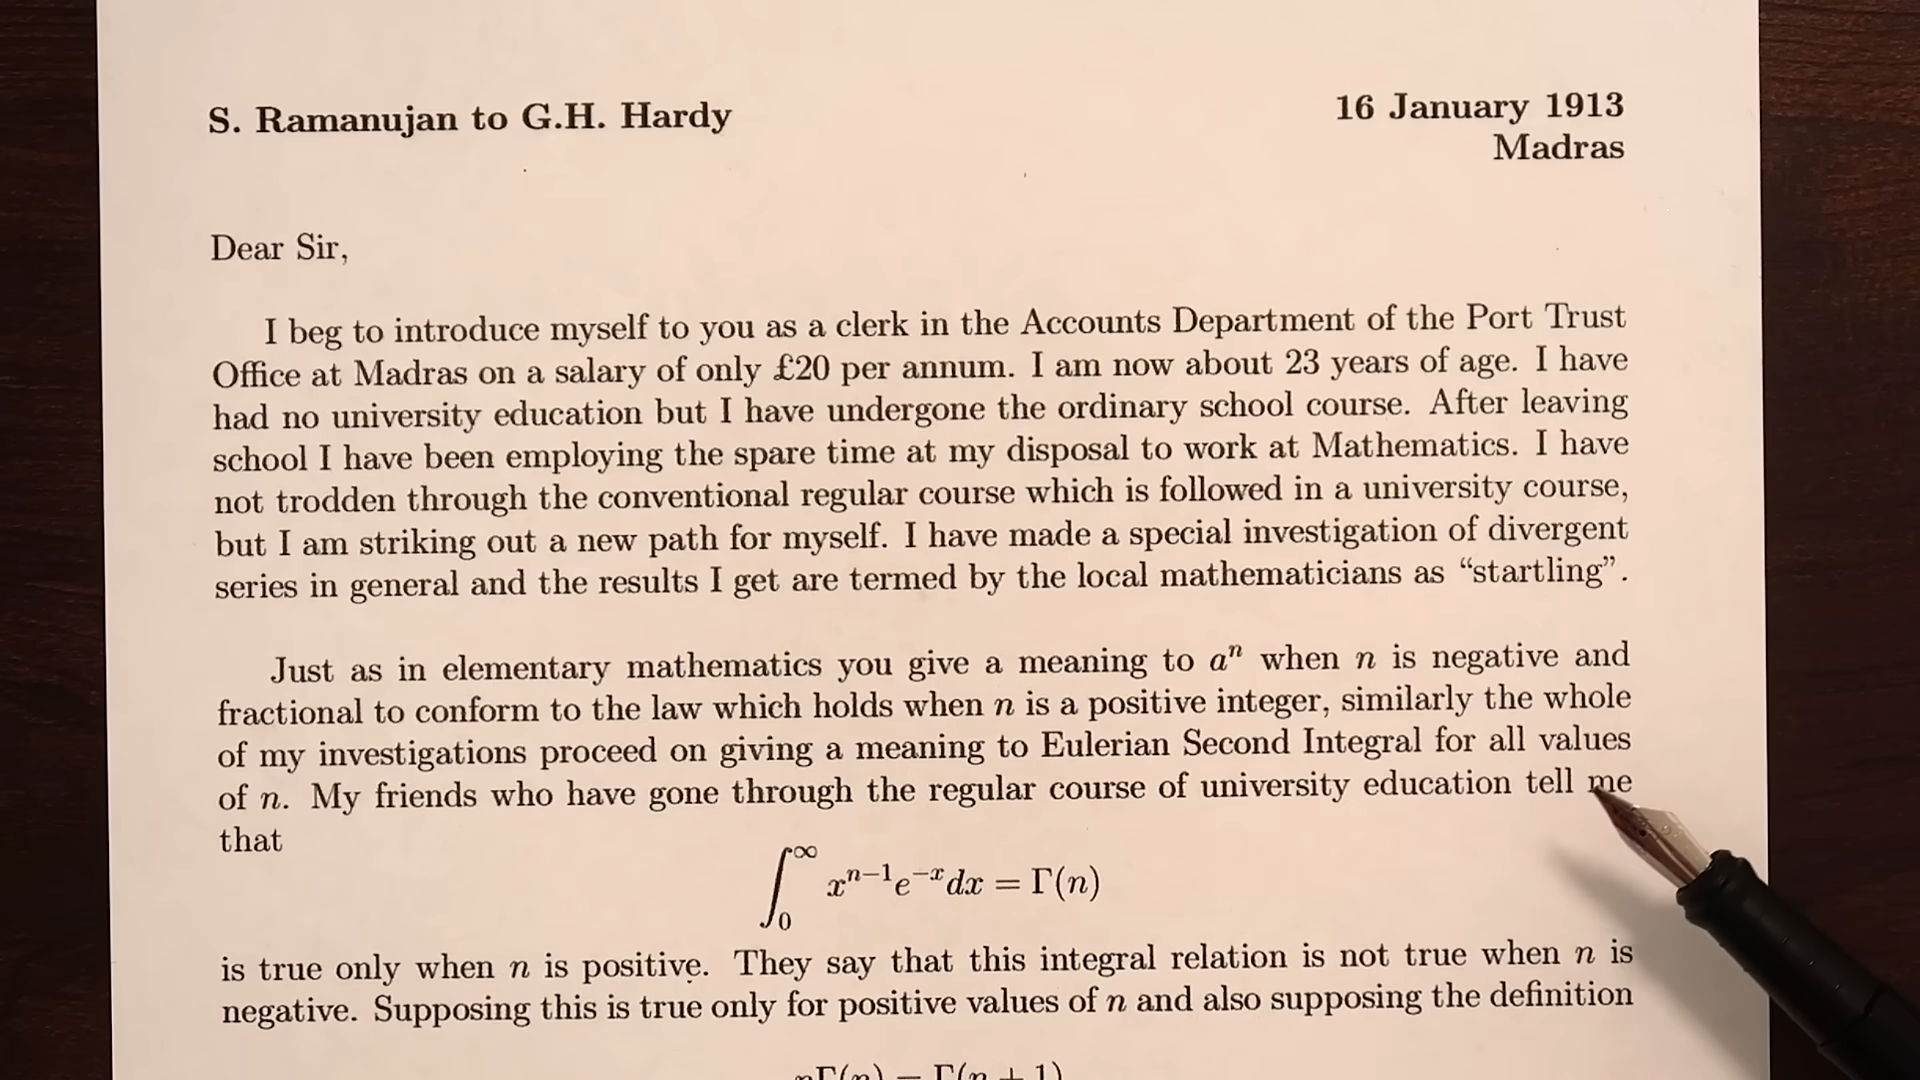 S. Ramanujan to G.H. Hardy
16 January 1913
Madras
Dear Sir,
I beg to introduce myself to you as a clerk in the Accounts Department of the Port Trust
Office at Madras on a salary of only £20 per annum. I am now about 23 years of age. I have
had no university education but I have undergone the ordinary school course. After leaving
school I have been employing the spare time at my disposal to work at Mathematics. I have
not trodden through the conventional regular course which is followed in a university course,
but I am striking out a new path for myself. I have made a special investigation of divergent
series in general and the results I get are termed by the local mathematicians as “startling”.
Just as in elementary mathematics you give a meaning to aⁿ when n is negative and
fractional to conform to the law which holds when n is a positive integer, similarly the whole
of my investigations proceed on giving a meaning to Eulerian Second Integral for all values
of n. My friends who have gone through the regular course of university education tell me
that
∫₀^∞ xⁿ⁻¹e⁻ˣdx = Γ(n)
is true only when n is positive. They say that this integral relation is not true when n is
negative. Supposing this is true only for positive values of n and also supposing the definition
nΓ(n) = Γ(n + 1)